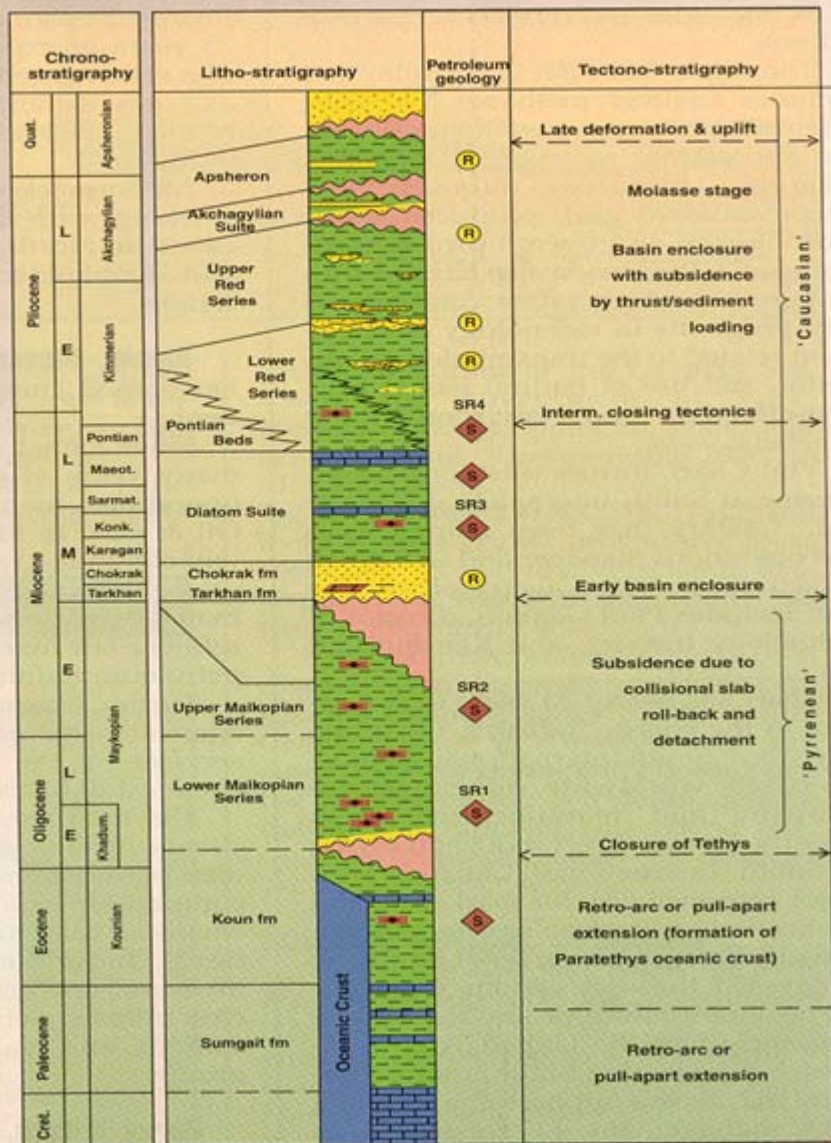 Chrono-
stratigraphy
Litho-stratigraphy
Petroleum
geology
Tectono-stratigraphy
Quat.
Pliocene
Miocene
Oligocene
Eocene
Paleocene
Cret.
L
E
L
M
E
L
E
Apsheronian
Akchagylian
Kimmerian
Pontian
Maeot.
Sarmat.
Konk.
Karagan
Chokrak
Tarkhan
Maykopian
Khadum.
Kounian
Apsheron
Akchagylian
Suite
Upper
Red
Series
Lower
Red
Series
Pontian
Beds
Diatom Suite
Chokrak fm
Tarkhan fm
Upper Maikopian
Series
Lower Maikopian
Series
Koun fm
Sumgait fm
Oceanic Crust
R
R
R
R
SR4
S
S
SR3
S
R
SR2
S
SR1
S
S
Late deformation & uplift
Molasse stage
Basin enclosure
with subsidence
by thrust/sediment
loading
Interm. closing tectonics
'Caucasian'
Early basin enclosure
Subsidence due to
collisional slab
roll-back and
detachment
'Pyrrenean'
Closure of Tethys
Retro-arc or pull-apart
extension (formation of
Paratethys oceanic crust)
Retro-arc or
pull-apart extension